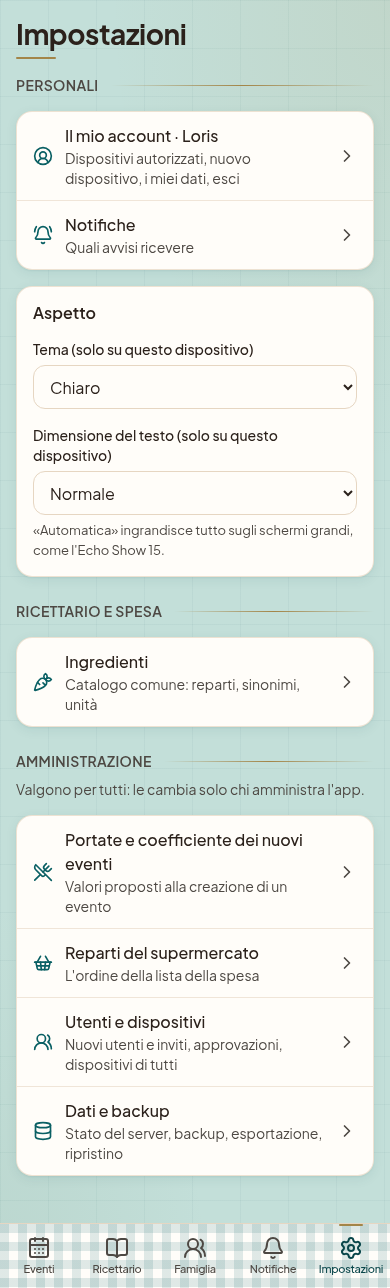 Impostazioni
PERSONALI
Il mio account · Loris
Dispositivi autorizzati, nuovo
dispositivo, i miei dati, esci
Notifiche
Quali avvisi ricevere
Aspetto
Tema (solo su questo dispositivo)
Chiaro
Dimensione del testo (solo su questo
dispositivo)
Normale
«Automatica» ingrandisce tutto sugli schermi grandi,
come l'Echo Show 15.
RICETTARIO E SPESA
Ingredienti
Catalogo comune: reparti, sinonimi,
unità
AMMINISTRAZIONE
Valgono per tutti: le cambia solo chi amministra l'app.
Portate e coefficiente dei nuovi
eventi
Valori proposti alla creazione di un
evento
Reparti del supermercato
L'ordine della lista della spesa
Utenti e dispositivi
Nuovi utenti e inviti, approvazioni,
dispositivi di tutti
Dati e backup
Stato del server, backup, esportazione,
ripristino
Eventi
Ricettario
Famiglia
Notifiche
Impostazioni